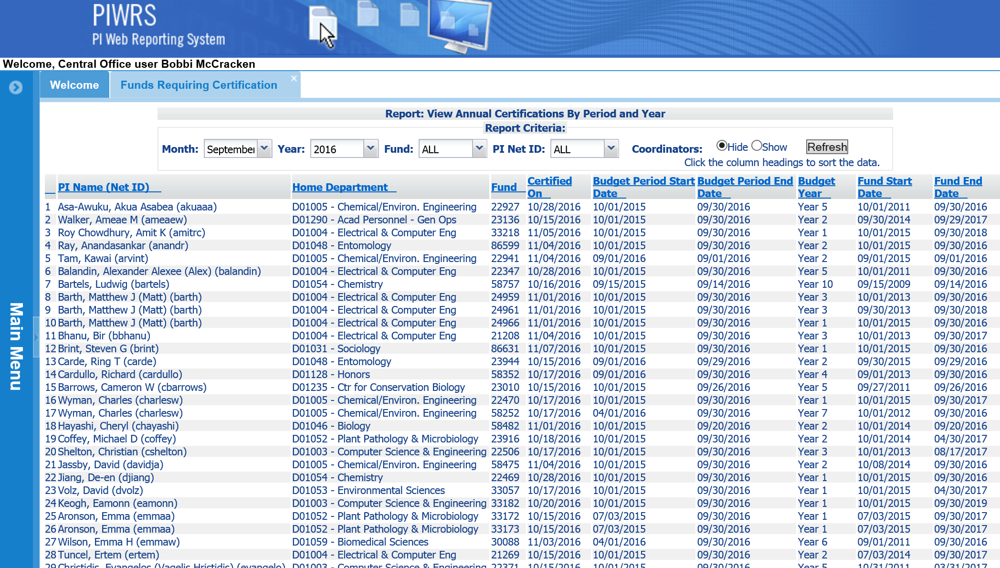 PIWRS
PI Web Reporting System
Welcome, Central Office user Bobbi McCracken
Welcome
Funds Requiring Certification
Report: View Annual Certifications By Period and Year
Report Criteria:
Month: September Year: 2016 Fund: ALL PI Net ID: ALL Coordinators: Hide Show Refresh
Click the column headings to sort the data.
PI Name (Net ID) Home Department Fund Certified On Budget Period Start Date Budget Period End Date Budget Year Fund Start Date Fund End Date
1 Asa-Awuku, Akua Asabea (akuaaa) D01005 - Chemical/Environ. Engineering 22927 10/28/2016 10/01/2015 09/30/2016 Year 5 10/01/2011 09/30/2016
2 Walker, Ameae M (ameaew) D01290 - Acad Personnel - Gen Ops 23136 10/15/2016 10/01/2015 09/30/2016 Year 2 09/30/2014 09/29/2017
3 Roy Chowdhury, Amit K (amitrc) D01004 - Electrical & Computer Eng 33218 11/05/2016 10/01/2015 09/30/2016 Year 1 10/01/2015 09/30/2018
4 Ray, Anandasankar (anandr) D01048 - Entomology 86599 11/04/2016 10/01/2015 09/30/2016 Year 2 10/01/2015 09/30/2016
5 Tam, Kawai (arvint) D01005 - Chemical/Environ. Engineering 22941 11/04/2016 09/01/2016 09/01/2016 Year 2 09/01/2015 09/01/2016
6 Balandin, Alexander Alexee (Alex) (balandin) D01004 - Electrical & Computer Eng 22347 10/28/2016 10/01/2015 09/30/2016 Year 5 10/01/2011 09/30/2016
7 Bartels, Ludwig (bartels) D01054 - Chemistry 58757 10/16/2016 09/15/2015 09/14/2016 Year 10 09/15/2009 09/14/2016
8 Barth, Matthew J (Matt) (barth) D01004 - Electrical & Computer Eng 24959 11/01/2016 10/01/2015 09/30/2016 Year 3 10/01/2013 09/30/2016
9 Barth, Matthew J (Matt) (barth) D01004 - Electrical & Computer Eng 24961 11/01/2016 10/01/2015 09/30/2016 Year 3 09/30/2013 09/30/2018
10 Barth, Matthew J (Matt) (barth) D01004 - Electrical & Computer Eng 24966 11/01/2016 10/01/2015 09/30/2016 Year 1 10/01/2015 09/30/2016
11 Bhanu, Bir (bbhanu) D01004 - Electrical & Computer Eng 21208 11/04/2016 10/01/2015 09/30/2016 Year 3 10/01/2013 09/30/2017
12 Brint, Steven G (brint) D01031 - Sociology 86631 11/07/2016 10/01/2015 09/30/2016 Year 1 10/01/2015 09/30/2016
13 Carde, Ring T (carde) D01048 - Entomology 23944 10/15/2016 09/01/2016 09/29/2016 Year 2 09/30/2015 09/29/2016
14 Cardullo, Richard (cardullo) D01128 - Honors 58352 10/17/2016 09/01/2016 09/30/2016 Year 4 09/01/2013 09/30/2016
15 Barrows, Cameron W (cbarrows) D01235 - Ctr for Conservation Biology 23010 10/15/2016 10/01/2015 09/26/2016 Year 5 09/27/2011 09/26/2016
16 Wyman, Charles (charlesw) D01005 - Chemical/Environ. Engineering 22470 10/17/2016 10/01/2015 09/30/2016 Year 1 10/01/2015 09/30/2017
17 Wyman, Charles (charlesw) D01005 - Chemical/Environ. Engineering 58252 10/17/2016 04/01/2016 09/30/2016 Year 7 10/01/2012 09/30/2016
18 Hayashi, Cheryl (chayashi) D01046 - Biology 58482 11/01/2016 10/01/2015 09/20/2016 Year 2 10/01/2014 09/20/2016
19 Coffey, Michael D (coffey) D01052 - Plant Pathology & Microbiology 23916 10/18/2016 10/01/2015 09/30/2016 Year 2 10/01/2014 04/30/2017
20 Shelton, Christian (cshelton) D01003 - Computer Science & Engineering 22506 10/17/2016 10/01/2015 09/30/2016 Year 3 10/01/2013 08/17/2017
21 Jassby, David (davidja) D01005 - Chemical/Environ. Engineering 58475 11/04/2016 10/01/2015 09/30/2016 Year 2 10/08/2014 09/30/2016
22 Jiang, De-en (djiang) D01054 - Chemistry 22469 10/28/2016 10/01/2015 09/30/2016 Year 1 10/01/2015 09/30/2016
23 Volz, David (dvolz) D01053 - Environmental Sciences 33057 10/17/2016 10/01/2015 09/30/2016 Year 1 10/01/2015 04/30/2017
24 Keogh, Eamonn (eamonn) D01003 - Computer Science & Engineering 33182 10/20/2016 10/01/2015 09/30/2016 Year 1 10/01/2015 09/30/2019
25 Aronson, Emma (emmaa) D01052 - Plant Pathology & Microbiology 33172 10/15/2016 07/03/2015 09/30/2016 Year 1 07/03/2015 09/30/2017
26 Aronson, Emma (emmaa) D01052 - Plant Pathology & Microbiology 33173 10/15/2016 07/03/2015 09/30/2016 Year 1 07/03/2015 09/30/2017
27 Wilson, Emma H (emmaw) D01059 - Biomedical Sciences 30088 11/03/2016 04/01/2016 09/30/2016 Year 6 09/01/2011 09/30/2016
28 Tuncel, Ertem (ertem) D01004 - Electrical & Computer Eng 21269 10/15/2016 10/01/2015 09/30/2016 Year 2 07/03/2014 09/30/2017
29 Christidis, Evangelos (Vagelis Hristidis) (evangelo) D01003 - Computer Science & Engineering 22371 10/15/2016 10/01/2015 09/30/2016 Year 5 10/31/2011 03/31/2017
Main Menu